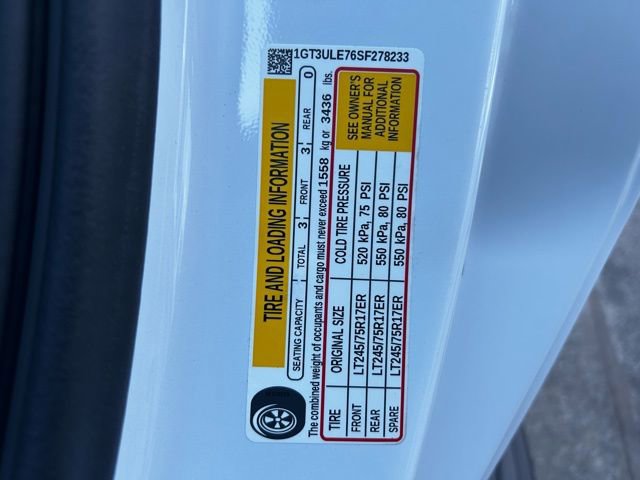 1GT3ULE76SF278233
TIRE AND LOADING INFORMATION
SEATING CAPACITY TOTAL 3 FRONT 3 REAR 0
The combined weight of occupants and cargo must never exceed 1558 kg or 3436 lbs.
TIRE ORIGINAL SIZE COLD TIRE PRESSURE
FRONT LT245/75R17ER 520 kPa, 75 PSI
REAR LT245/75R17ER 550 kPa, 80 PSI
SPARE LT245/75R17ER 550 kPa, 80 PSI
SEE OWNER'S
MANUAL FOR
ADDITIONAL
INFORMATION